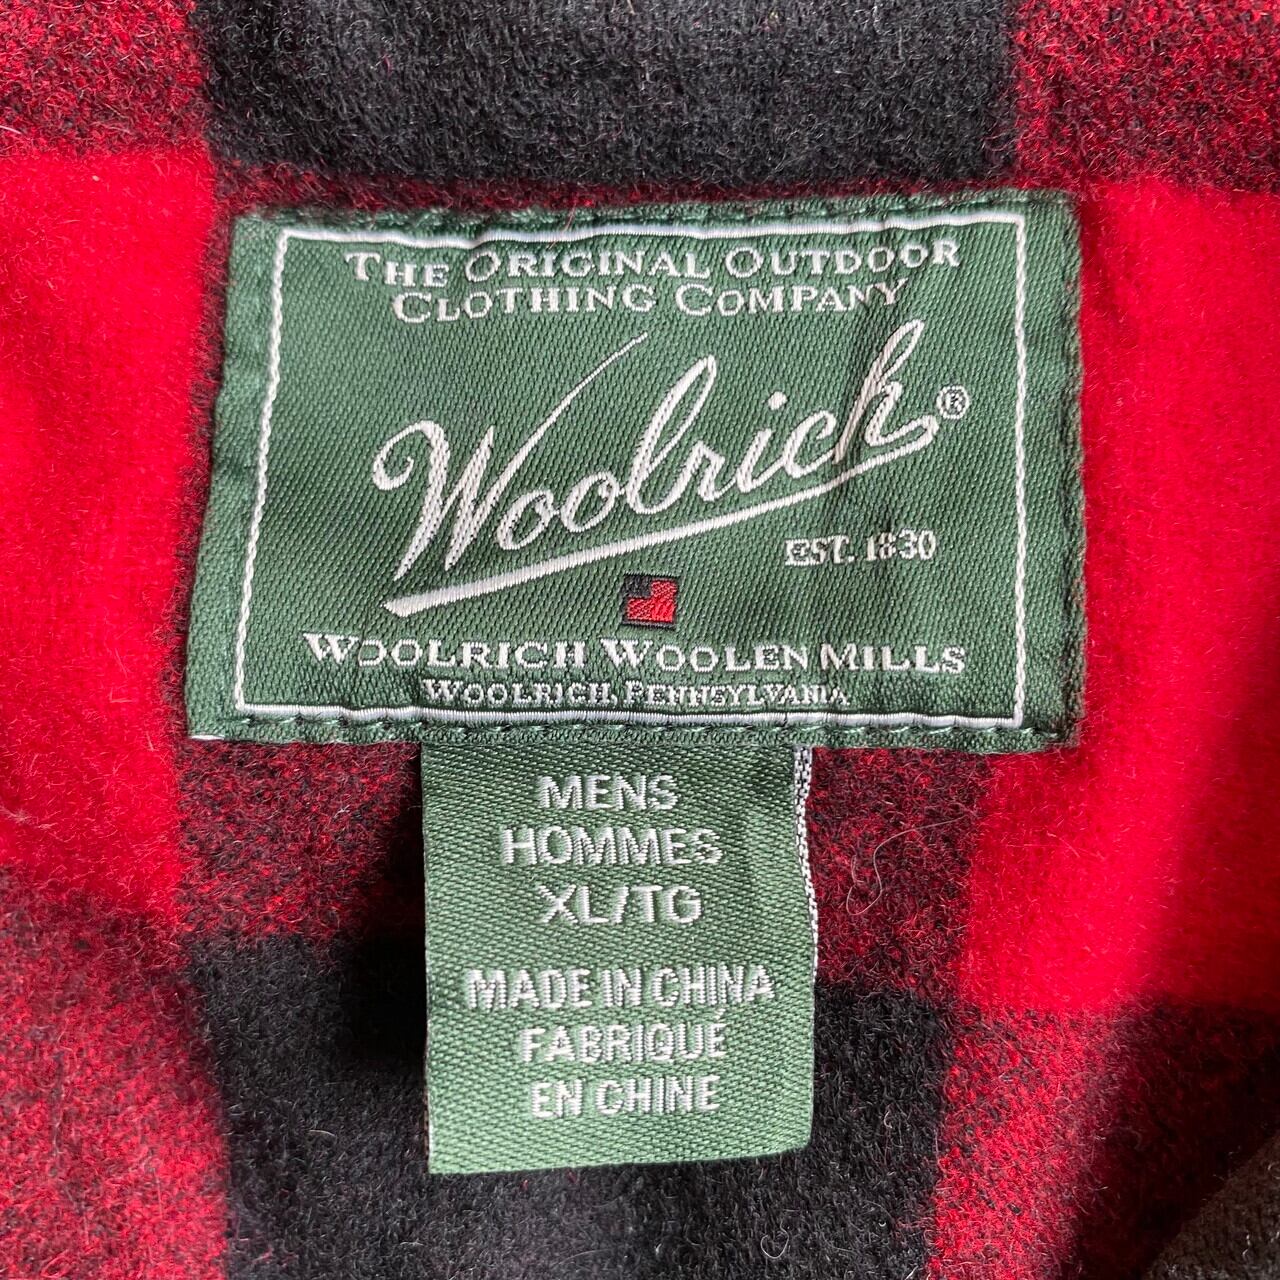 THE ORIGINAL OUTDOOR
CLOTHING COMPANY
Woolrich®
EST. 1830
WOOLRICH WOOLEN MILLS
WOOLRICH, PENNSYLVANIA
MENS
HOMMES
XL/TG
MADE IN CHINA
FABRIQUÉ
EN CHINE